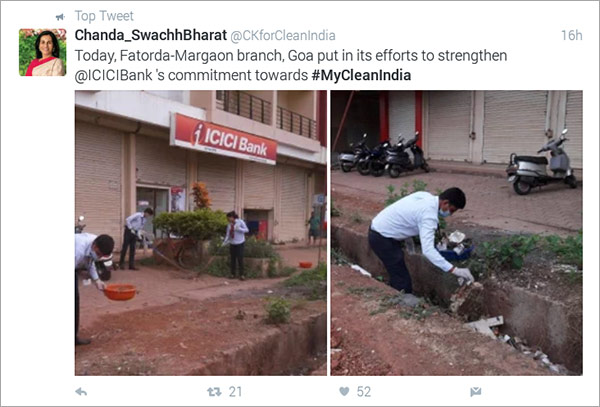 Top Tweet
Chanda_SwachhBharat @CKforCleanIndia 16h
Today, Fatorda-Margaon branch, Goa put in its efforts to strengthen
@ICICIBank 's commitment towards #MyCleanIndia
ICICI Bank
21 52